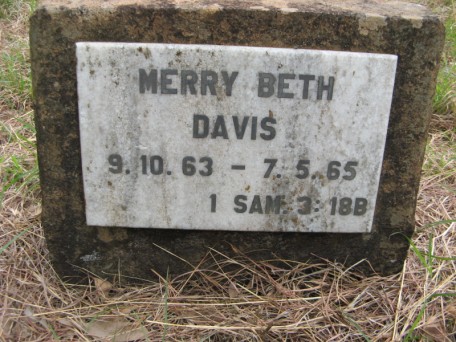 MERRY BETH
DAVIS
9.10.63 - 7.5.65
1 SAM. 3: 18B